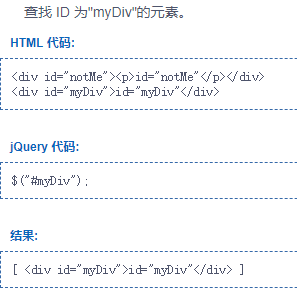 查找 ID 为"myDiv"的元素。
HTML 代码:
<div id="notMe"><p>id="notMe"</p></div>
<div id="myDiv">id="myDiv"</div>
jQuery 代码:
$("#myDiv");
结果:
[ <div id="myDiv">id="myDiv"</div> ]